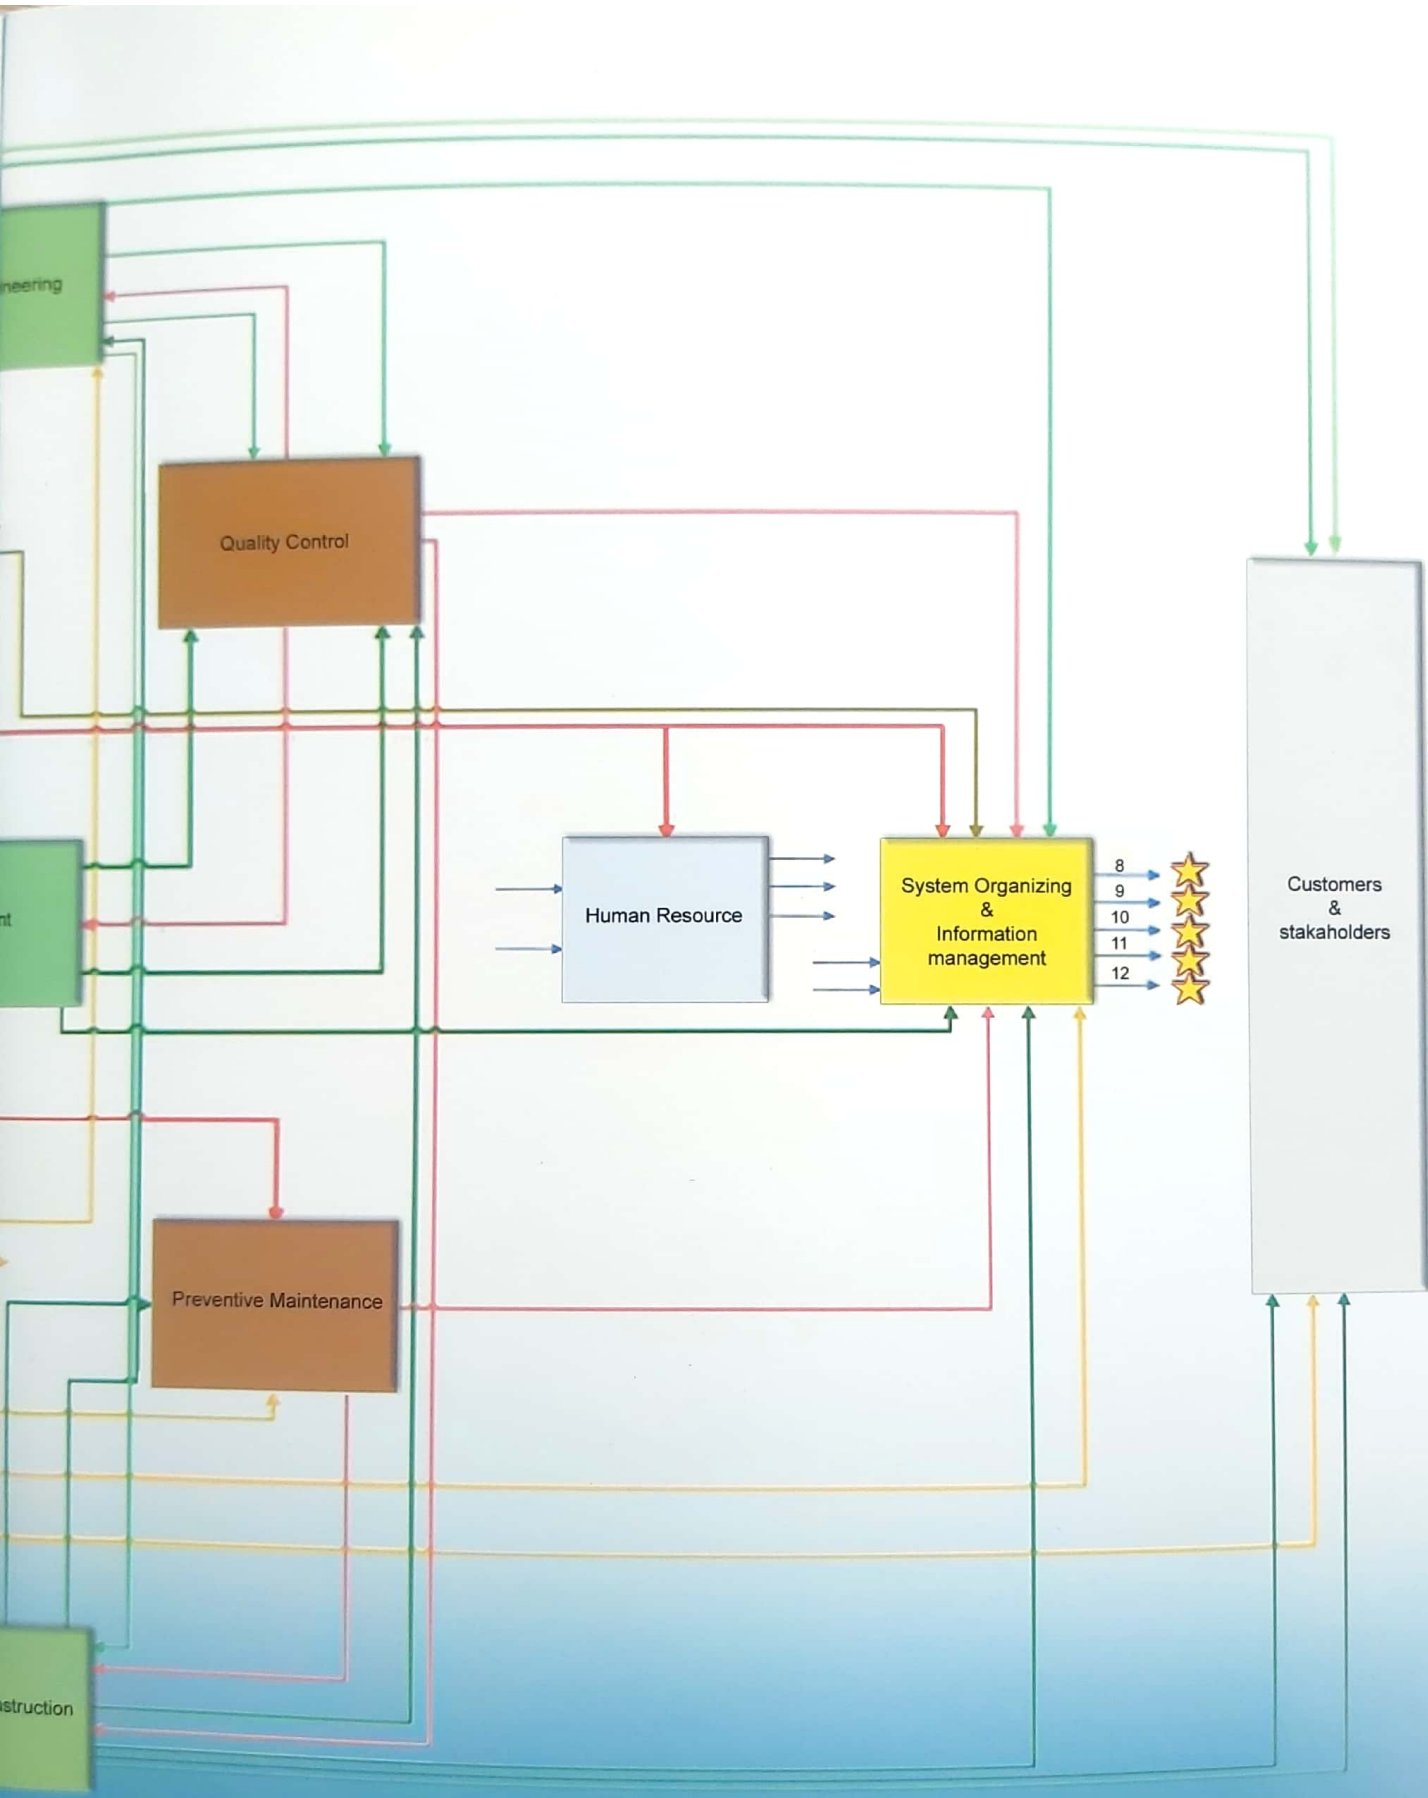 neering
Quality Control
Human Resource
System Organizing
&
Information
management
8
9
10
11
12
Customers
&
stakaholders
nt
Preventive Maintenance
struction